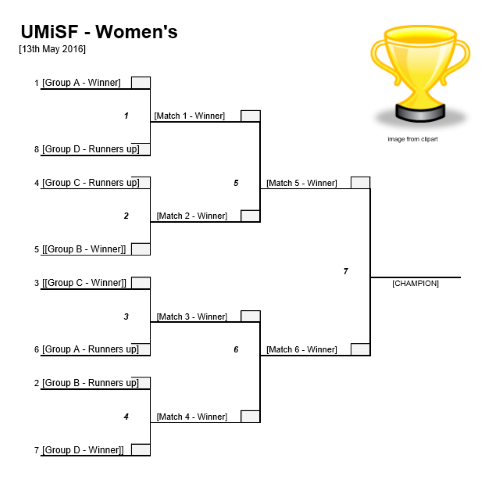 UMiSF - Women's
[13th May 2016]
image from clipart
1 [Group A - Winner]
1 [Match 1 - Winner]
8 [Group D - Runners up]
4 [Group C - Runners up]
5 [Match 5 - Winner]
2 [Match 2 - Winner]
5 [[Group B - Winner]]
3 [Group C - Winner]]
7
[CHAMPION]
3 [Match 3 - Winner]
6 [Group A - Runners up]
6 [Match 6 - Winner]
2 [Group B - Runners up]
4 [Match 4 - Winner]
7 [Group D - Winner]]